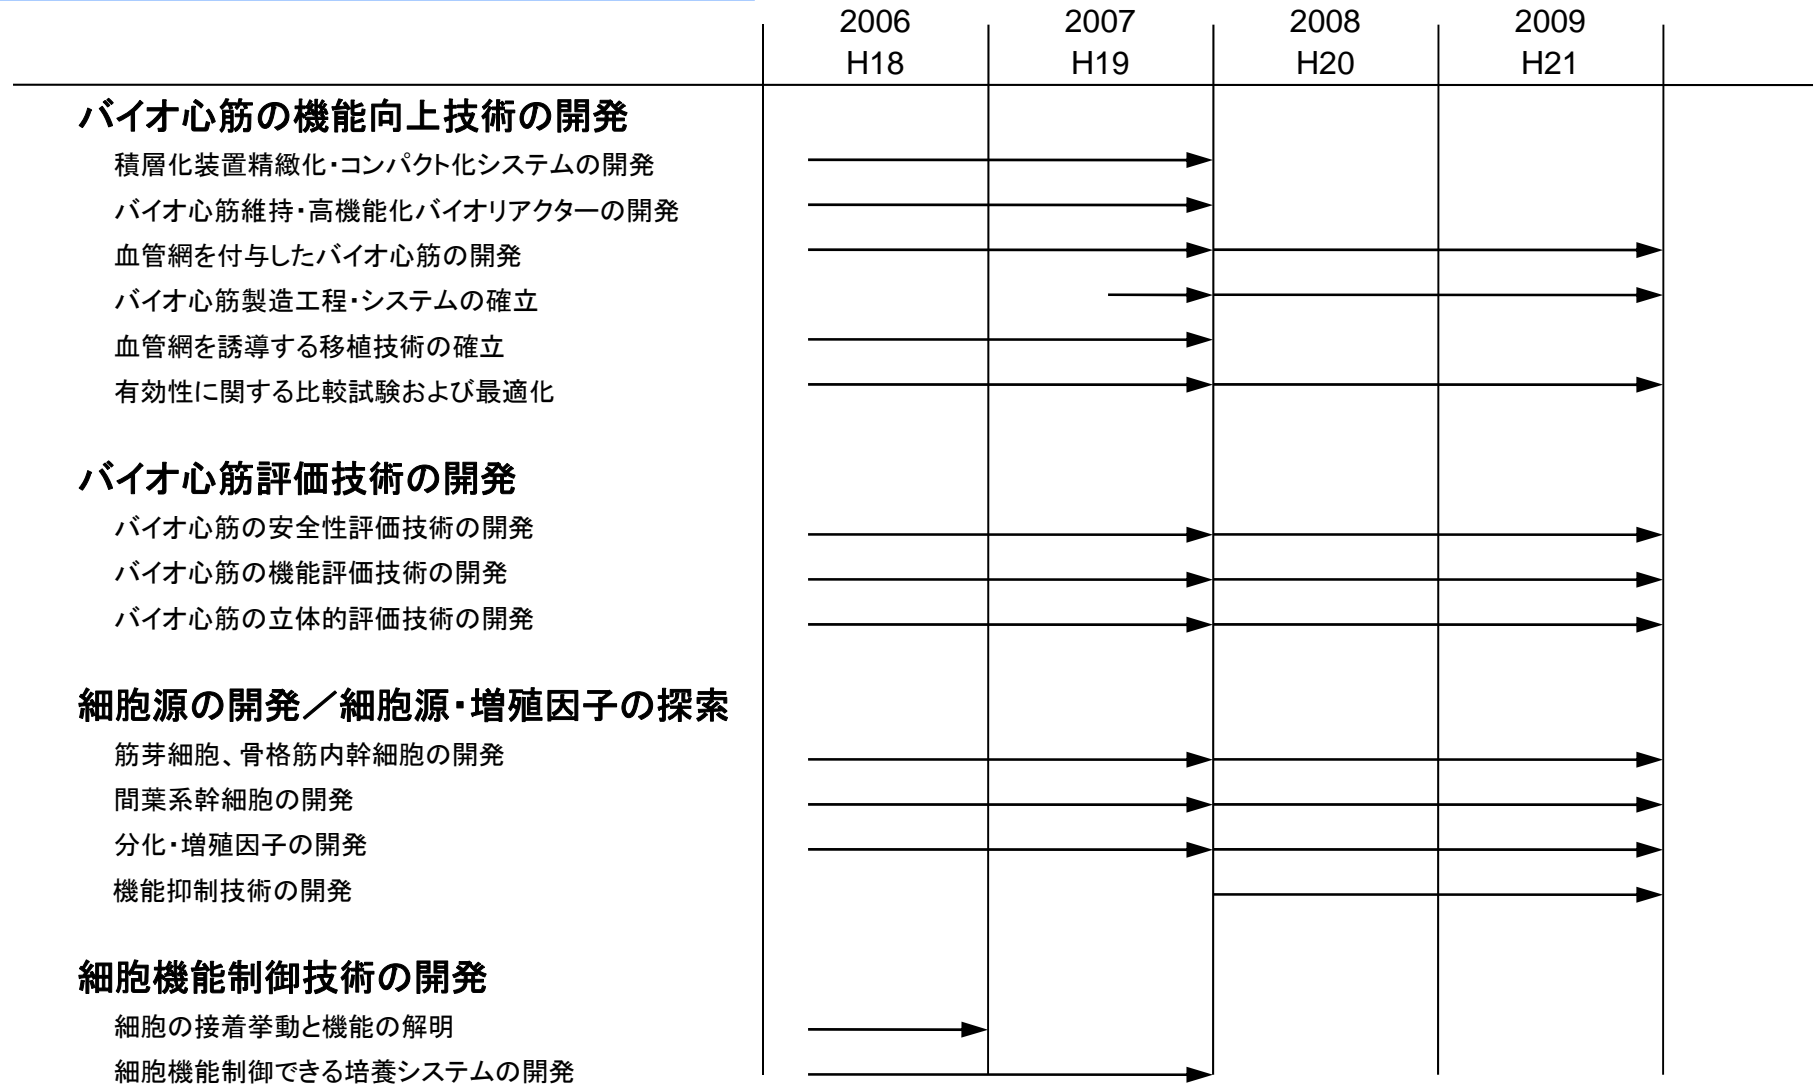 2006 2007 2008 2009
H18 H19 H20 H21
バイオ心筋の機能向上技術の開発
積層化装置精緻化・コンパクト化システムの開発
バイオ心筋維持・高機能化バイオリアクターの開発
血管網を付与したバイオ心筋の開発
バイオ心筋製造工程・システムの確立
血管網を誘導する移植技術の確立
有効性に関する比較試験および最適化
バイオ心筋評価技術の開発
バイオ心筋の安全性評価技術の開発
バイオ心筋の機能評価技術の開発
バイオ心筋の立体的評価技術の開発
細胞源の開発／細胞源・増殖因子の探索
筋芽細胞、骨格筋内幹細胞の開発
間葉系幹細胞の開発
分化・増殖因子の開発
機能抑制技術の開発
細胞機能制御技術の開発
細胞の接着挙動と機能の解明
細胞機能制御できる培養システムの開発